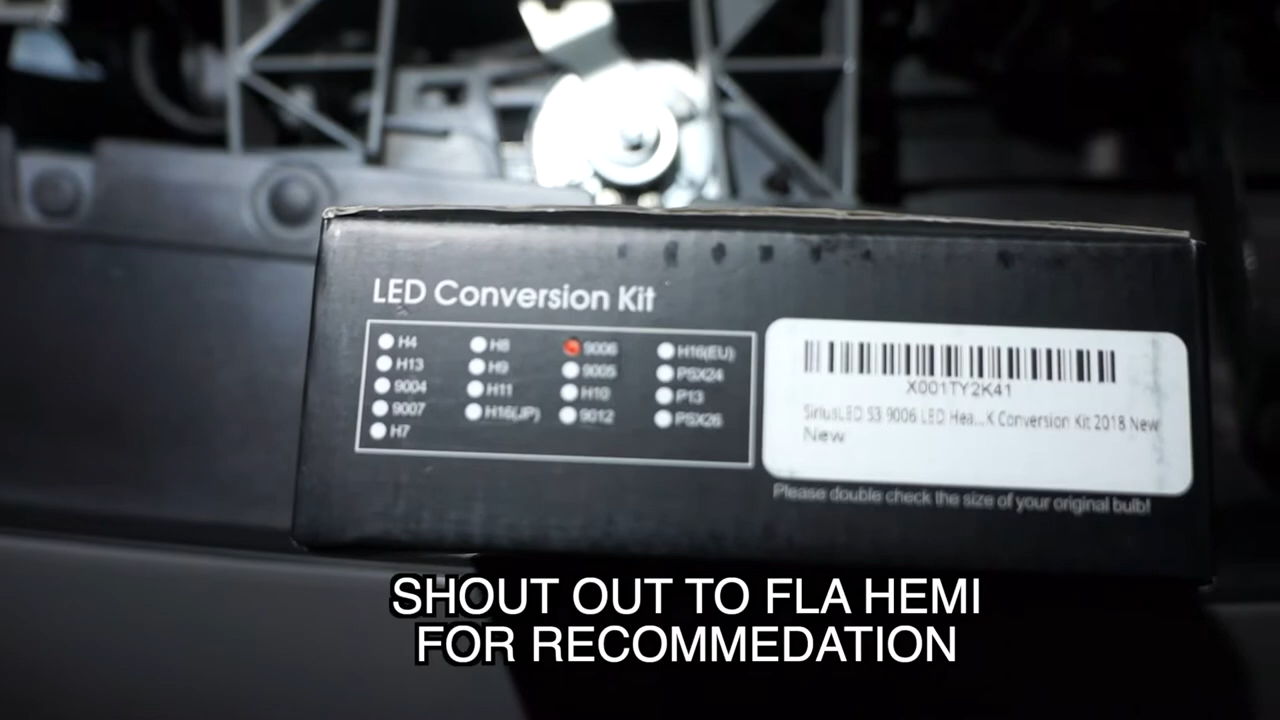 LED Conversion Kit
H4
H13
9004
9007
H7
H8
H9
H11
H16(JP)
9006
9005
H10
9012
H16(EU)
PSX24
P13
PSX26
X001TY2K41
SiriusLED S3 9006 LED Hea...K Conversion Kit 2018 New
New
Please double check the size of your original bulb!
SHOUT OUT TO FLA HEMI
FOR RECOMMEDATION